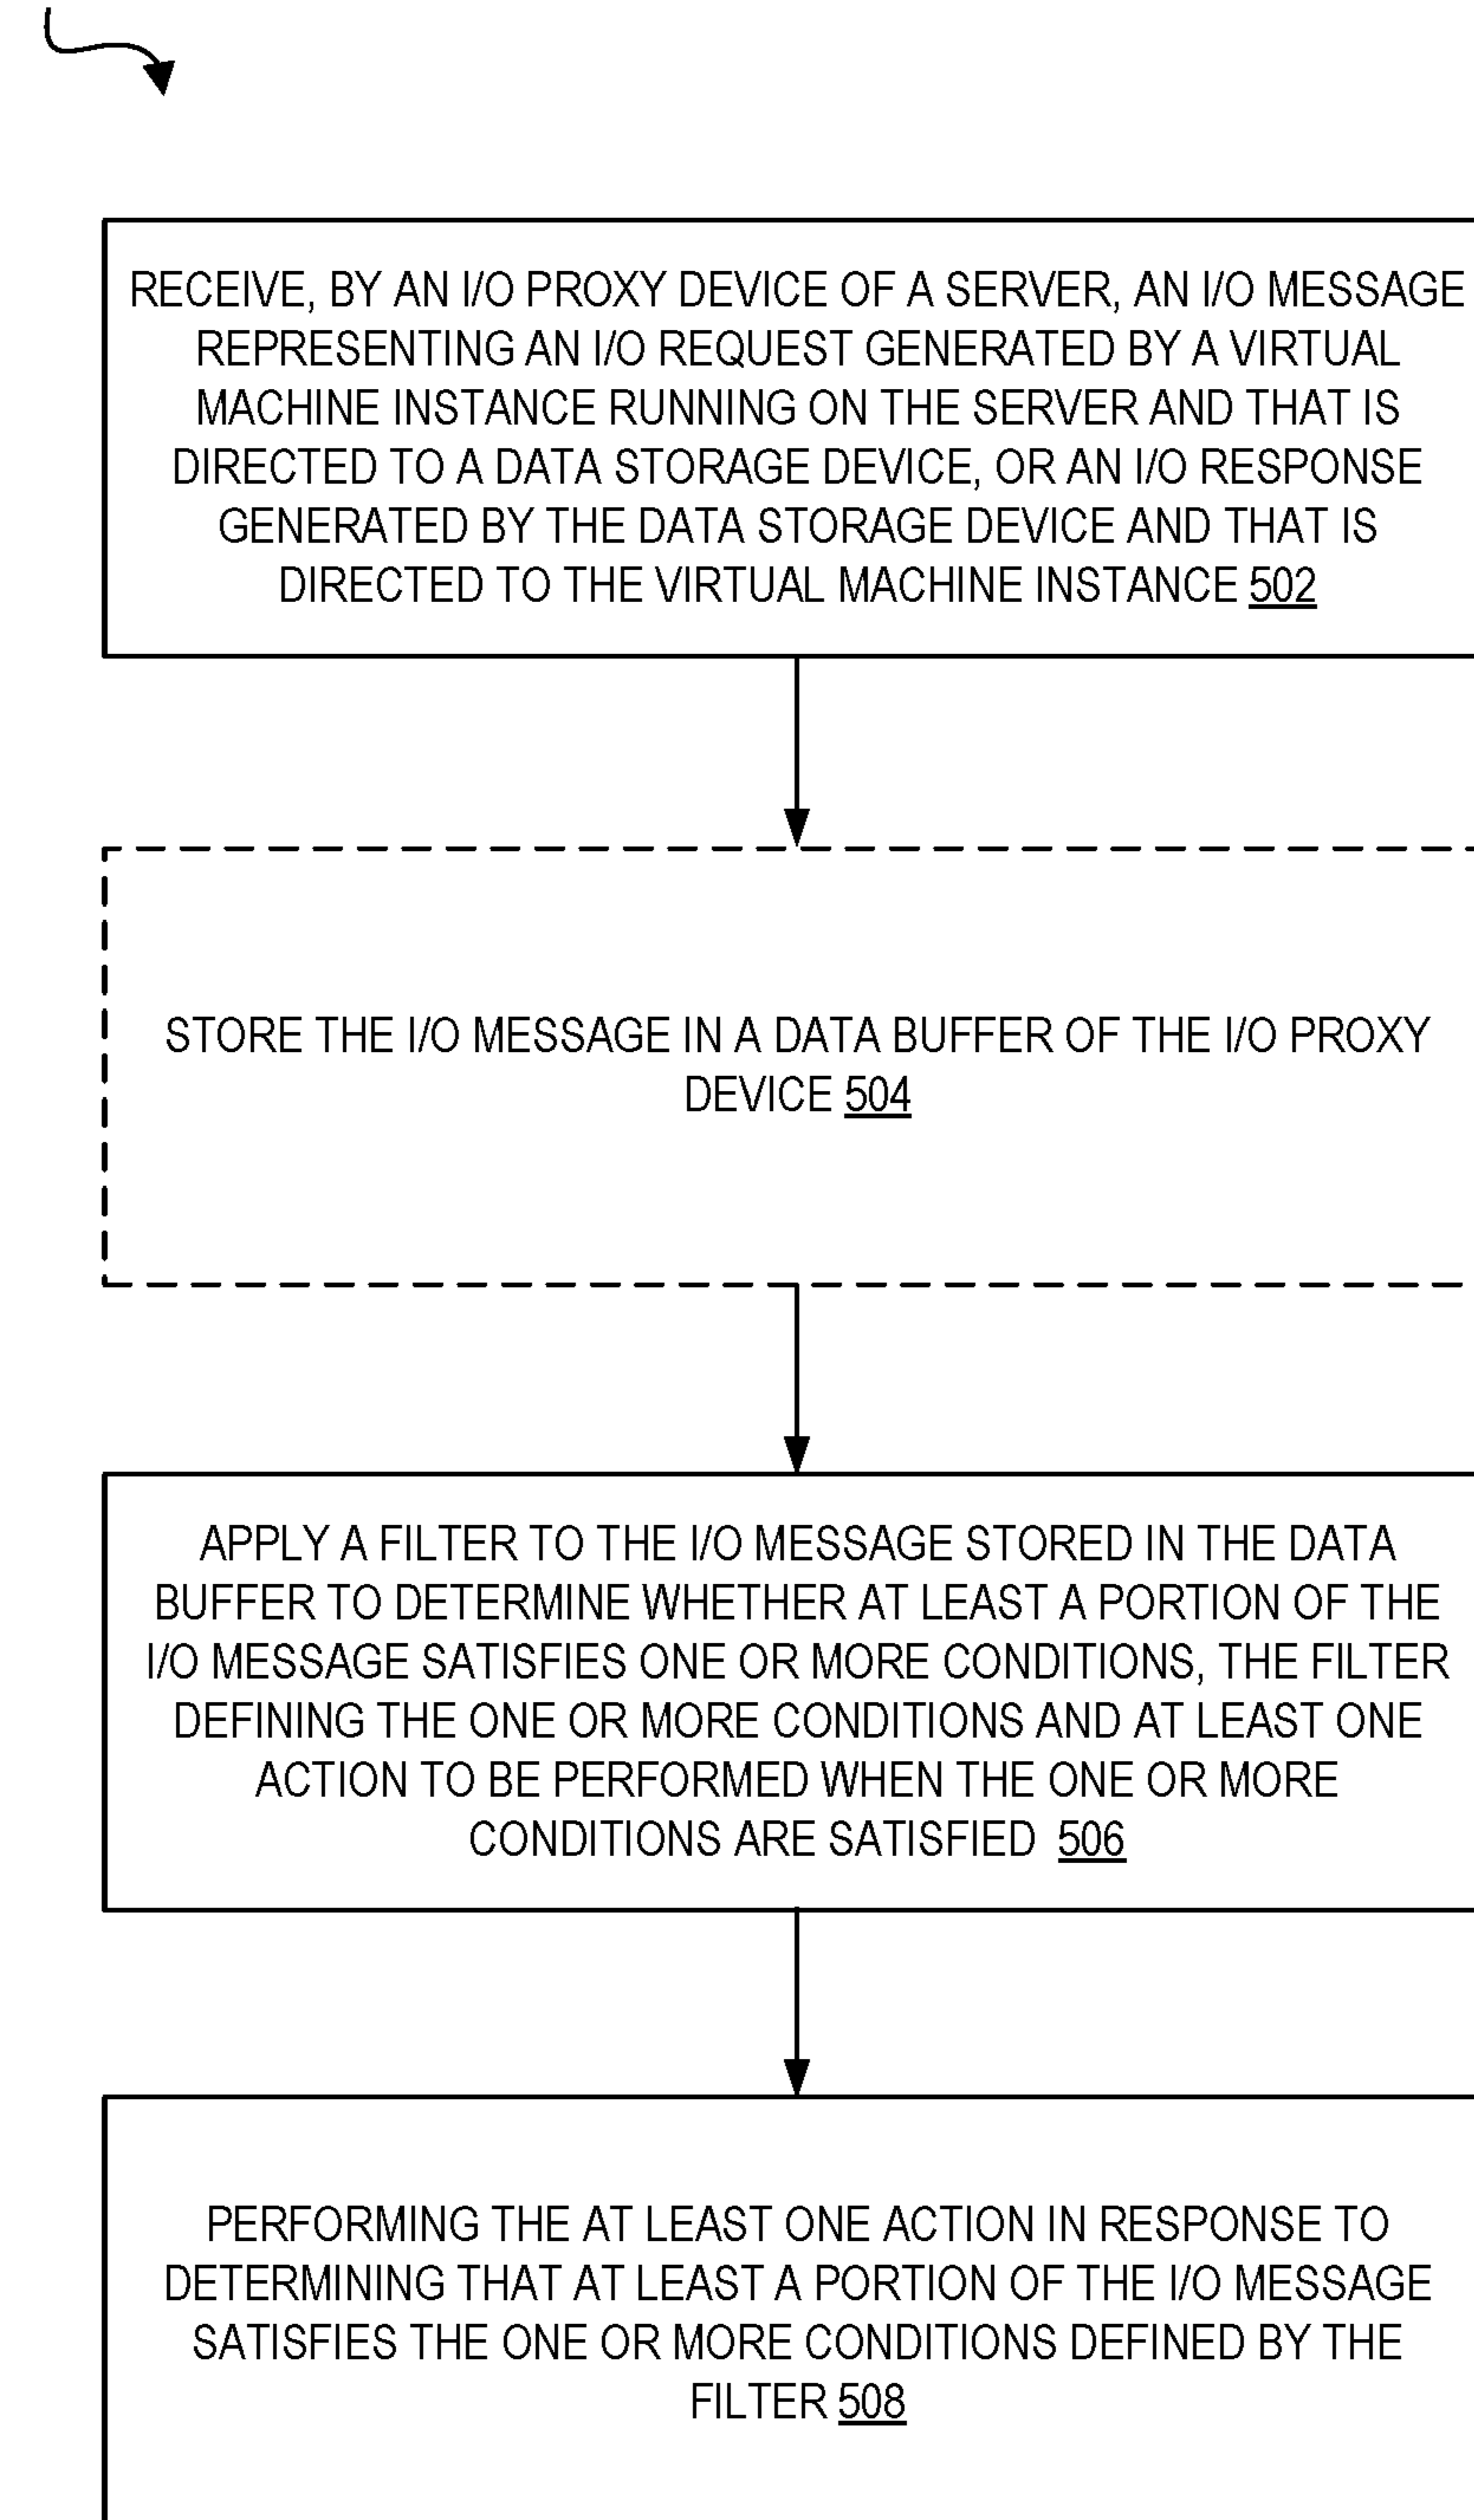 RECEIVE, BY AN I/O PROXY DEVICE OF A SERVER, AN I/O MESSAGE
REPRESENTING AN I/O REQUEST GENERATED BY A VIRTUAL
MACHINE INSTANCE RUNNING ON THE SERVER AND THAT IS
DIRECTED TO A DATA STORAGE DEVICE, OR AN I/O RESPONSE
GENERATED BY THE DATA STORAGE DEVICE AND THAT IS
DIRECTED TO THE VIRTUAL MACHINE INSTANCE 502
STORE THE I/O MESSAGE IN A DATA BUFFER OF THE I/O PROXY
DEVICE 504
APPLY A FILTER TO THE I/O MESSAGE STORED IN THE DATA
BUFFER TO DETERMINE WHETHER AT LEAST A PORTION OF THE
I/O MESSAGE SATISFIES ONE OR MORE CONDITIONS, THE FILTER
DEFINING THE ONE OR MORE CONDITIONS AND AT LEAST ONE
ACTION TO BE PERFORMED WHEN THE ONE OR MORE
CONDITIONS ARE SATISFIED 506
PERFORMING THE AT LEAST ONE ACTION IN RESPONSE TO
DETERMINING THAT AT LEAST A PORTION OF THE I/O MESSAGE
SATISFIES THE ONE OR MORE CONDITIONS DEFINED BY THE
FILTER 508